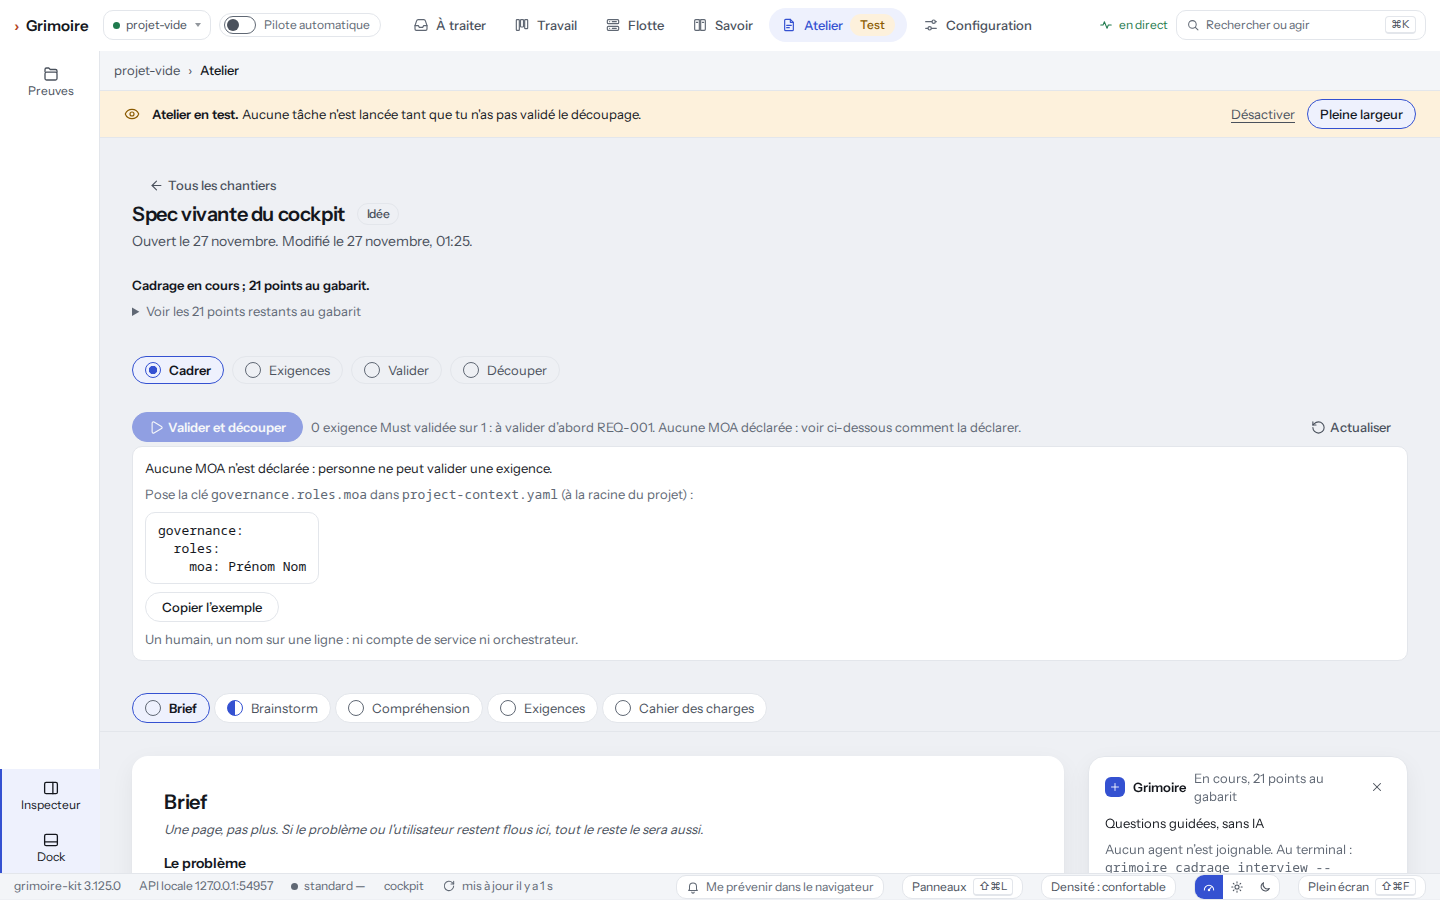 › Grimoire
projet-vide
Pilote automatique
À traiter
Travail
Flotte
Savoir
Atelier
Test
Configuration
en direct
Rechercher ou agir
⌘K
Preuves
projet-vide › Atelier
Atelier en test. Aucune tâche n'est lancée tant que tu n'as pas validé le découpage.
Désactiver
Pleine largeur
← Tous les chantiers
Spec vivante du cockpit
Idée
Ouvert le 27 novembre. Modifié le 27 novembre, 01:25.
Cadrage en cours ; 21 points au gabarit.
▶ Voir les 21 points restants au gabarit
Cadrer
Exigences
Valider
Découper
Valider et découper
0 exigence Must validée sur 1 : à valider d'abord REQ-001. Aucune MOA déclarée : voir ci-dessous comment la déclarer.
Actualiser
Aucune MOA n'est déclarée : personne ne peut valider une exigence.
Pose la clé governance.roles.moa dans project-context.yaml (à la racine du projet) :
governance:
  roles:
    moa: Prénom Nom
Copier l'exemple
Un humain, un nom sur une ligne : ni compte de service ni orchestrateur.
Brief
Brainstorm
Compréhension
Exigences
Cahier des charges
Brief
Une page, pas plus. Si le problème ou l'utilisateur restent flous ici, tout le reste le sera aussi.
Le problème
Grimoire
En cours, 21 points au
gabarit
Questions guidées, sans IA
Aucun agent n'est joignable. Au terminal :
grimoire cadrage interview --
Inspecteur
Dock
grimoire-kit 3.125.0
API locale 127.0.0.1:54957
standard —
cockpit
mis à jour il y a 1 s
Me prévenir dans le navigateur
Panneaux ⇧⌘L
Densité : confortable
Plein écran ⇧⌘F